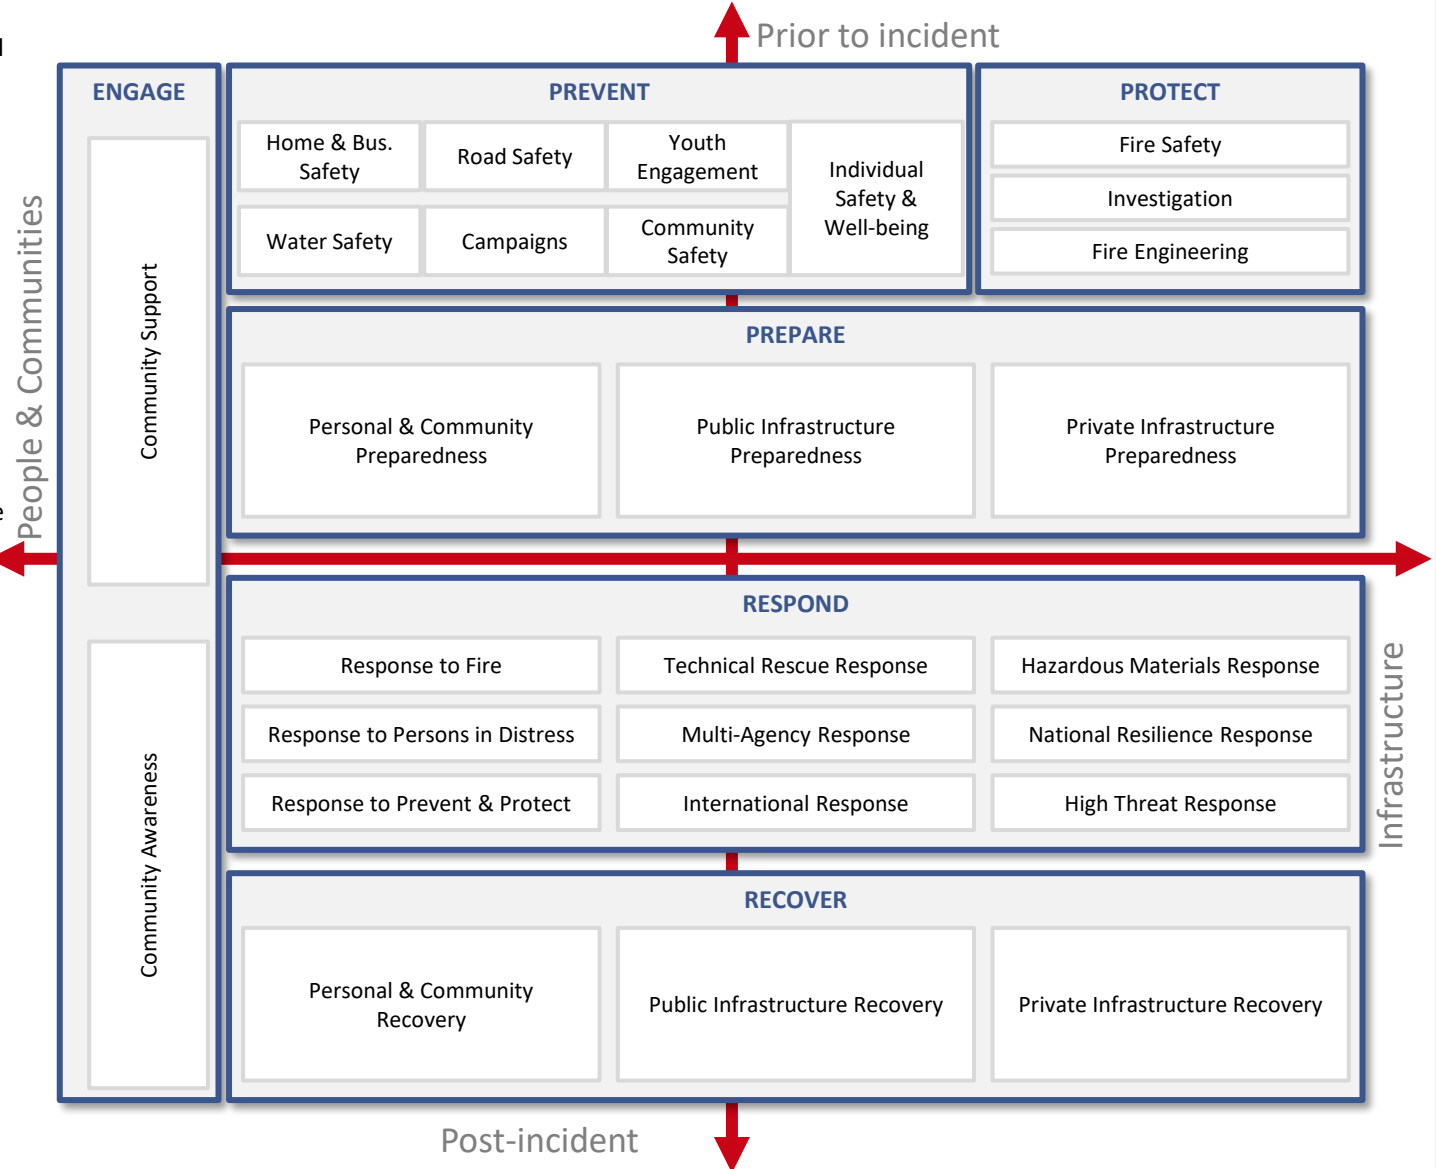 Prior to incident
ENGAGE
PREVENT
PROTECT
Home & Bus.
Safety
Road Safety
Youth
Engagement
Individual
Safety &
Well-being
Water Safety
Campaigns
Community
Safety
Fire Safety
Investigation
Fire Engineering
People & Communities
Community Support
PREPARE
Personal & Community
Preparedness
Public Infrastructure
Preparedness
Private Infrastructure
Preparedness
RESPOND
Response to Fire
Technical Rescue Response
Hazardous Materials Response
Response to Persons in Distress
Multi-Agency Response
National Resilience Response
Response to Prevent & Protect
International Response
High Threat Response
Infrastructure
Community Awareness
RECOVER
Personal & Community
Recovery
Public Infrastructure Recovery
Private Infrastructure Recovery
Post-incident